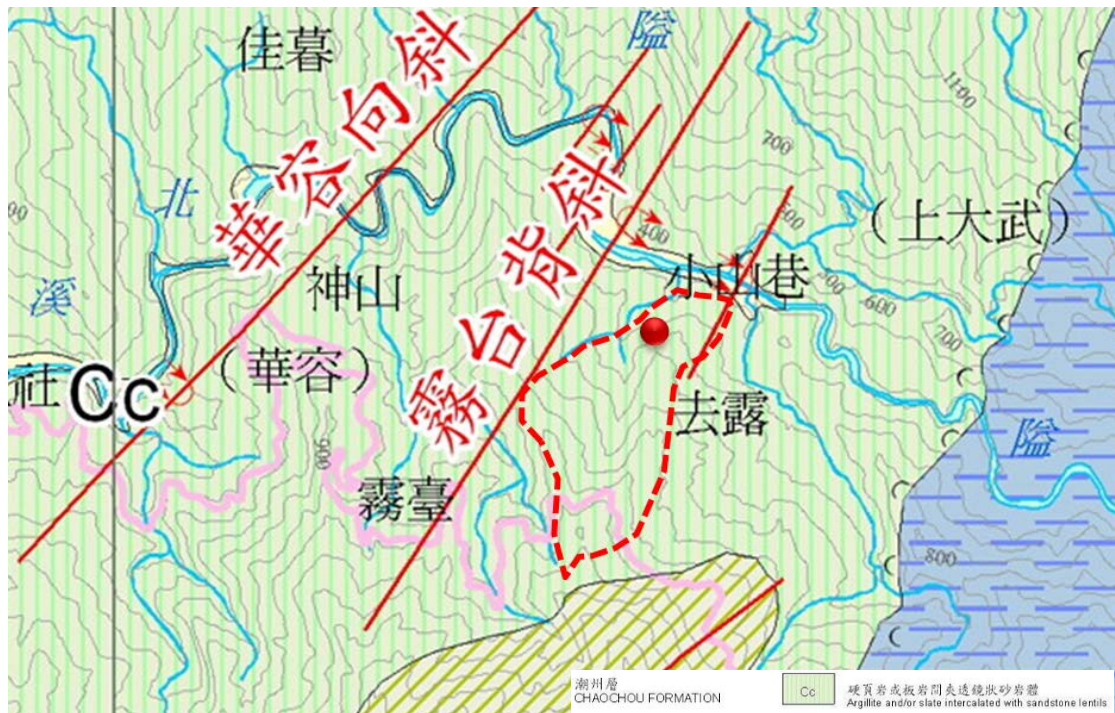 佳暮
隘
1100
700
華容向斜
北
500
400
（上大武）
00
小山巷
500
600
700
溪
神山
霧台背斜
（華容）
社
Cc
去露
隘
900
霧臺
800
潮州層
CHAOCHOU FORMATION
Cc
硬頁岩或板岩間夾透鏡狀砂岩體
Argillite and/or slate intercalated with sandstone lentils